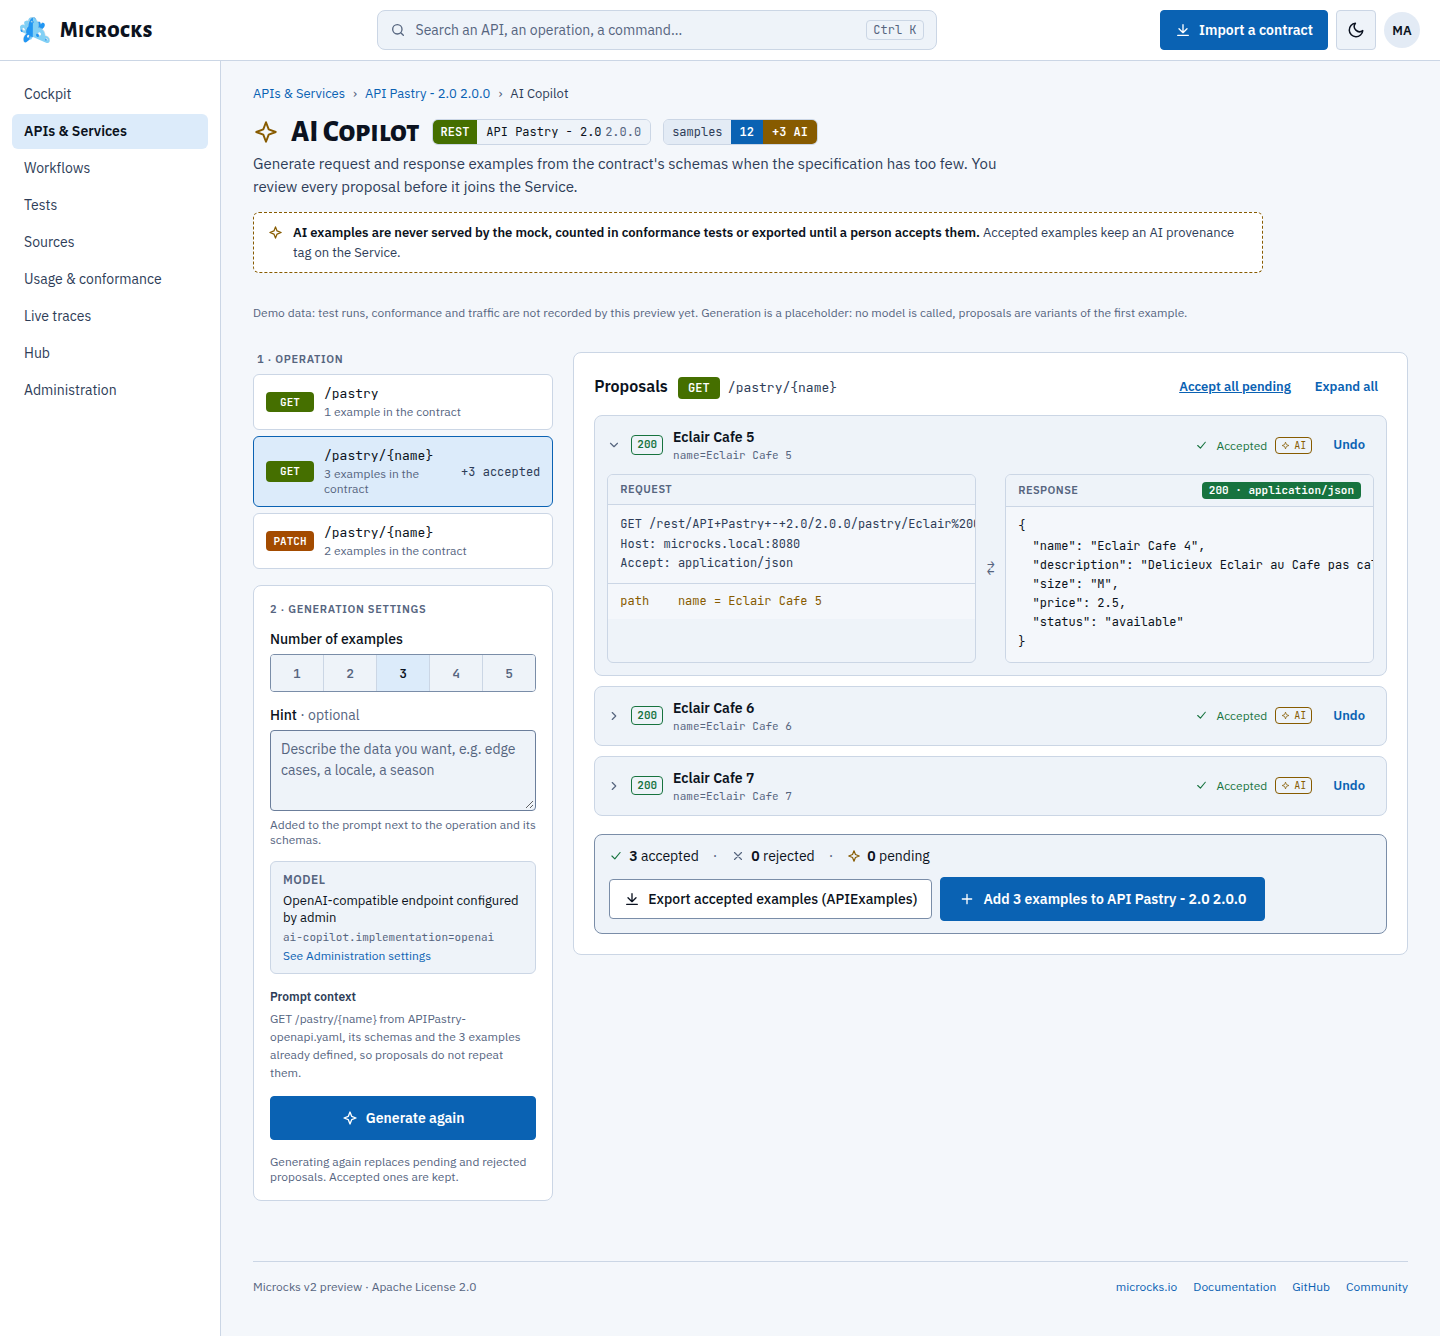 Microcks
Search an API, an operation, a command...
Ctrl K
Import a contract
MA
Cockpit
APIs & Services
Workflows
Tests
Sources
Usage & conformance
Live traces
Hub
Administration
APIs & Services › API Pastry - 2.0 2.0.0 › AI Copilot
AI Copilot
REST API Pastry - 2.0 2.0.0
samples 12 +3 AI
Generate request and response examples from the contract's schemas when the specification has too few. You
review every proposal before it joins the Service.
AI examples are never served by the mock, counted in conformance tests or exported until a person accepts them. Accepted examples keep an AI provenance
tag on the Service.
Demo data: test runs, conformance and traffic are not recorded by this preview yet. Generation is a placeholder: no model is called, proposals are variants of the first example.
1 · OPERATION
GET /pastry
1 example in the contract
GET /pastry/{name}
3 examples in the
contract
+3 accepted
PATCH /pastry/{name}
2 examples in the contract
2 · GENERATION SETTINGS
Number of examples
1 2 3 4 5
Hint · optional
Describe the data you want, e.g. edge
cases, a locale, a season
Added to the prompt next to the operation and its
schemas.
MODEL
OpenAI-compatible endpoint configured
by admin
ai-copilot.implementation=openai
See Administration settings
Prompt context
GET /pastry/{name} from APIPastry-
openapi.yaml, its schemas and the 3 examples
already defined, so proposals do not repeat
them.
Generate again
Generating again replaces pending and rejected
proposals. Accepted ones are kept.
Proposals GET /pastry/{name}
Accept all pending
Expand all
200 Eclair Cafe 5
name=Eclair Cafe 5
Accepted AI Undo
REQUEST
GET /rest/API+Pastry+-+2.0/2.0.0/pastry/Eclair%20
Host: microcks.local:8080
Accept: application/json
path name = Eclair Cafe 5
RESPONSE
200 · application/json
{
"name": "Eclair Cafe 4",
"description": "Delicieux Eclair au Cafe pas cal
"size": "M",
"price": 2.5,
"status": "available"
}
200 Eclair Cafe 6
name=Eclair Cafe 6
Accepted AI Undo
200 Eclair Cafe 7
name=Eclair Cafe 7
Accepted AI Undo
3 accepted · 0 rejected · 0 pending
Export accepted examples (APIExamples)
Add 3 examples to API Pastry - 2.0 2.0.0
Microcks v2 preview · Apache License 2.0
microcks.io Documentation GitHub Community